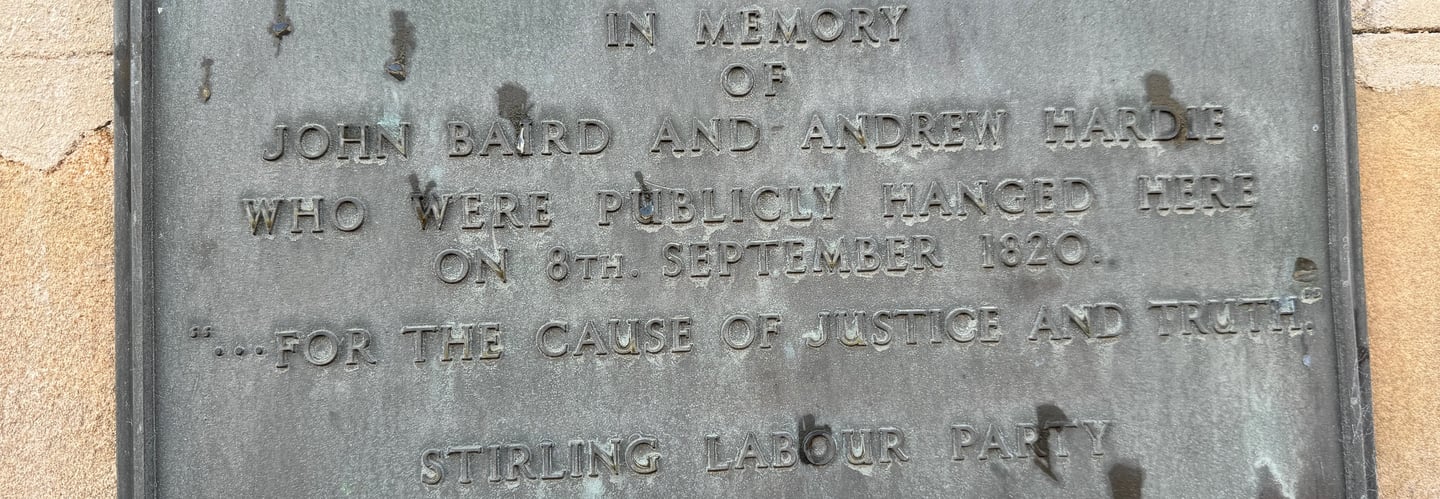 IN MEMORY
OF
JOHN BAIRD AND ANDREW HARDIE
WHO WERE PUBLICLY HANGED HERE
ON 8TH. SEPTEMBER 1820.
"...FOR THE CAUSE OF JUSTICE AND TRUTH."
STIRLING LABOUR PARTY